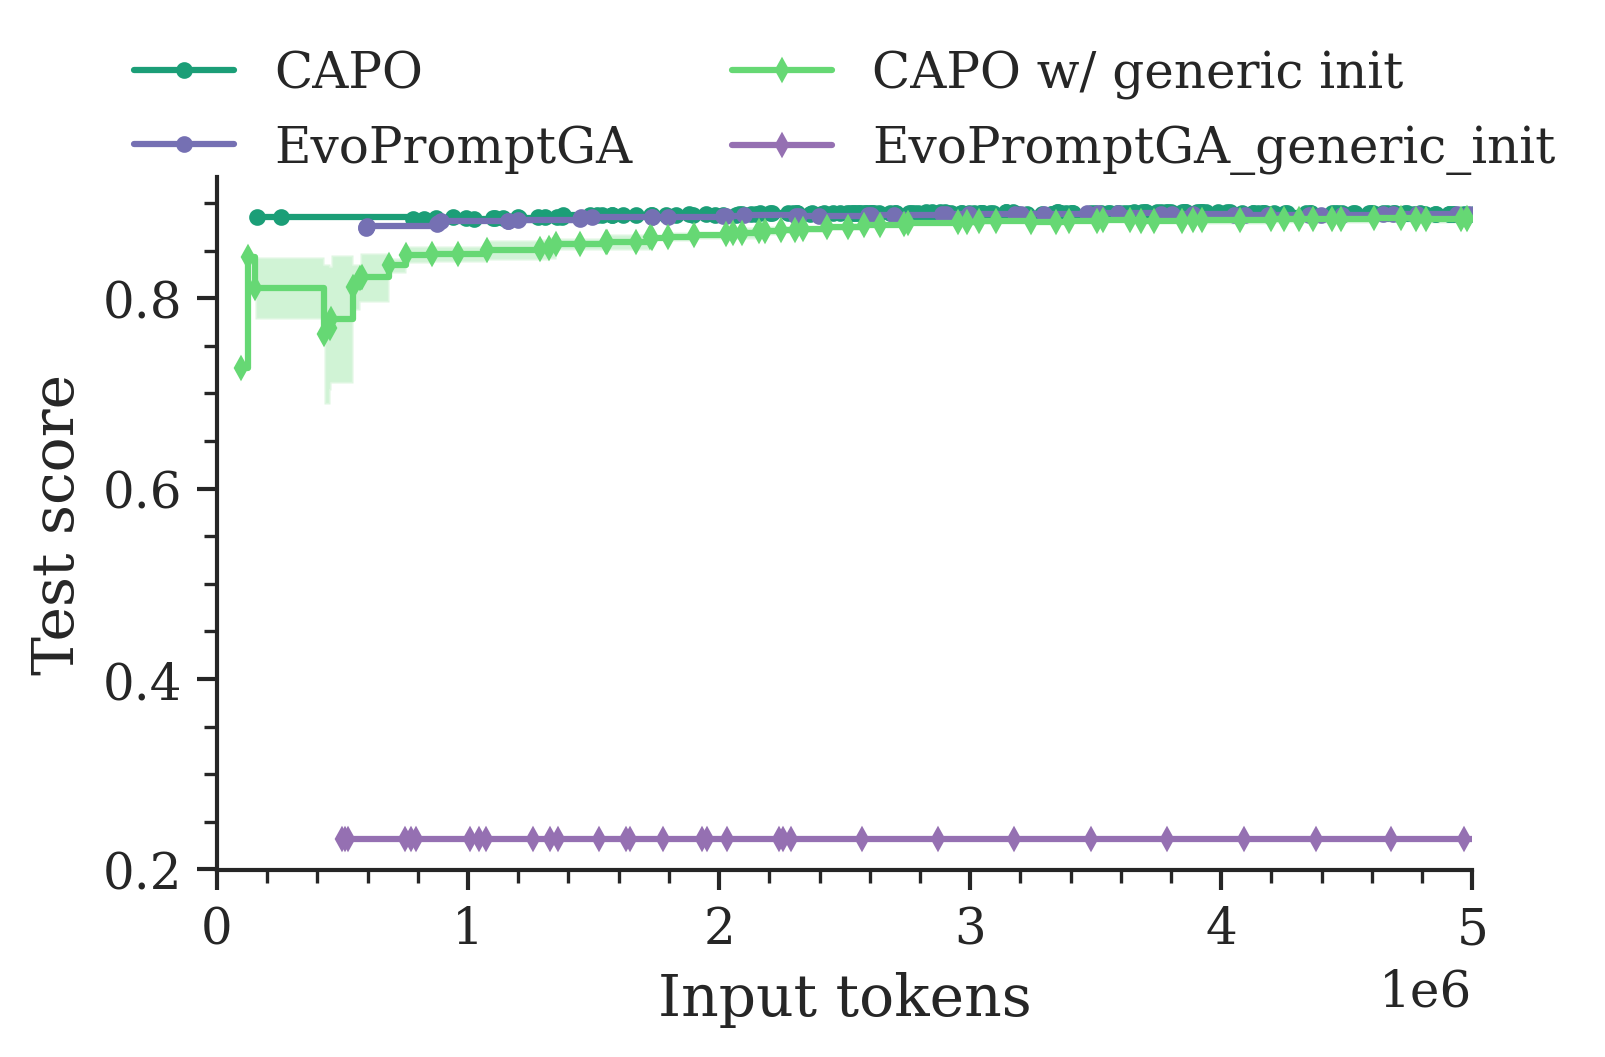 CAPO
EvoPromptGA
CAPO w/ generic init
EvoPromptGA_generic_init
Test score
0.8
0.6
0.4
0.2
0 1 2 3 4 5
Input tokens
1e6